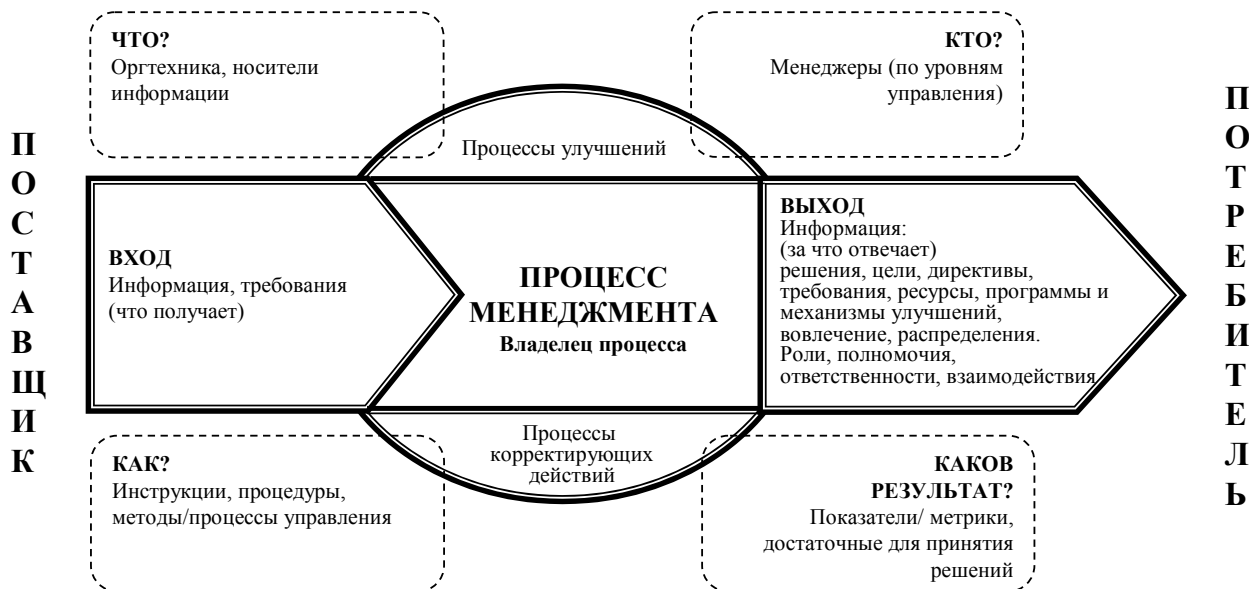 ЧТО?
Оргтехника, носители
информации
КТО?
Менеджеры (по уровням
управления)
ПОСТАВЩИК
Процессы улучшений
ВХОД
Информация, требования
(что получает)
ПРОЦЕСС
МЕНЕДЖМЕНТА
Владелец процесса
ВЫХОД
Информация:
(за что отвечает)
решения, цели, директивы,
требования, ресурсы, программы и
механизмы улучшений,
вовлечение, распределения.
Роли, полномочия,
ответственности, взаимодействия
ПОТРЕБИТЕЛЬ
Процессы
корректирующих
действий
КАК?
Инструкции, процедуры,
методы/процессы управления
КАКОВ
РЕЗУЛЬТАТ?
Показатели/ метрики,
достаточные для принятия
решений